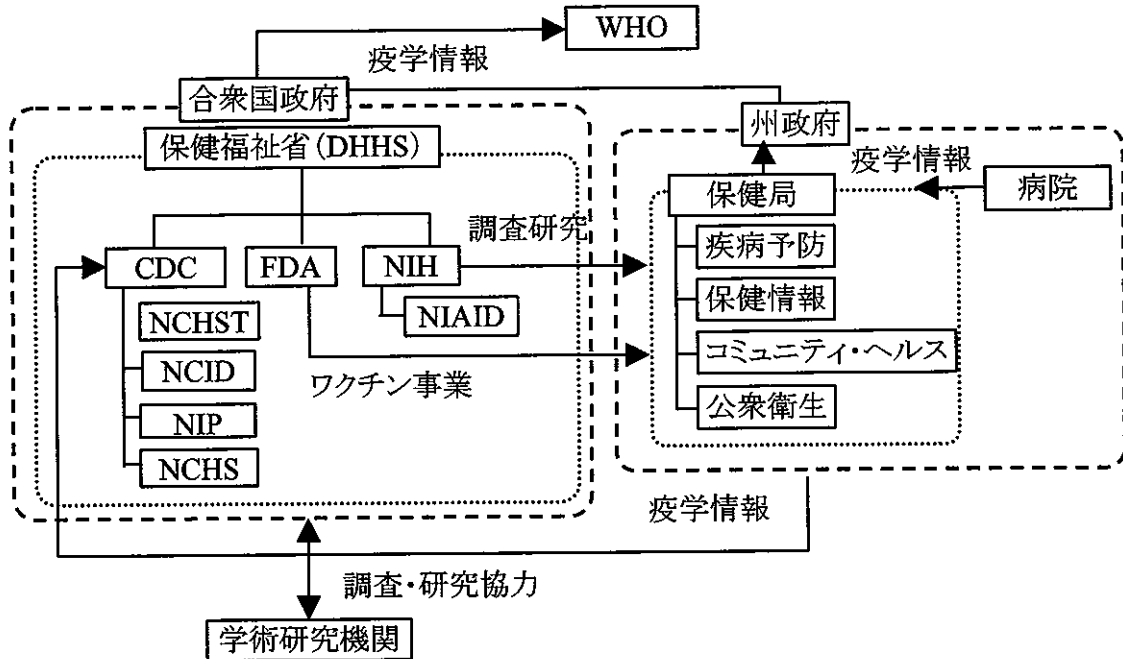 WHO
疫学情報
合衆国政府
州政府
保健福祉省(DHHS)
疫学情報
保健局
病院
調査研究
疾病予防
CDC
FDA
NIH
保健情報
NCHST
NIAID
コミュニティ・ヘルス
NCID
ワクチン事業
公衆衛生
NIP
NCHS
疫学情報
調査・研究協力
学術研究機関